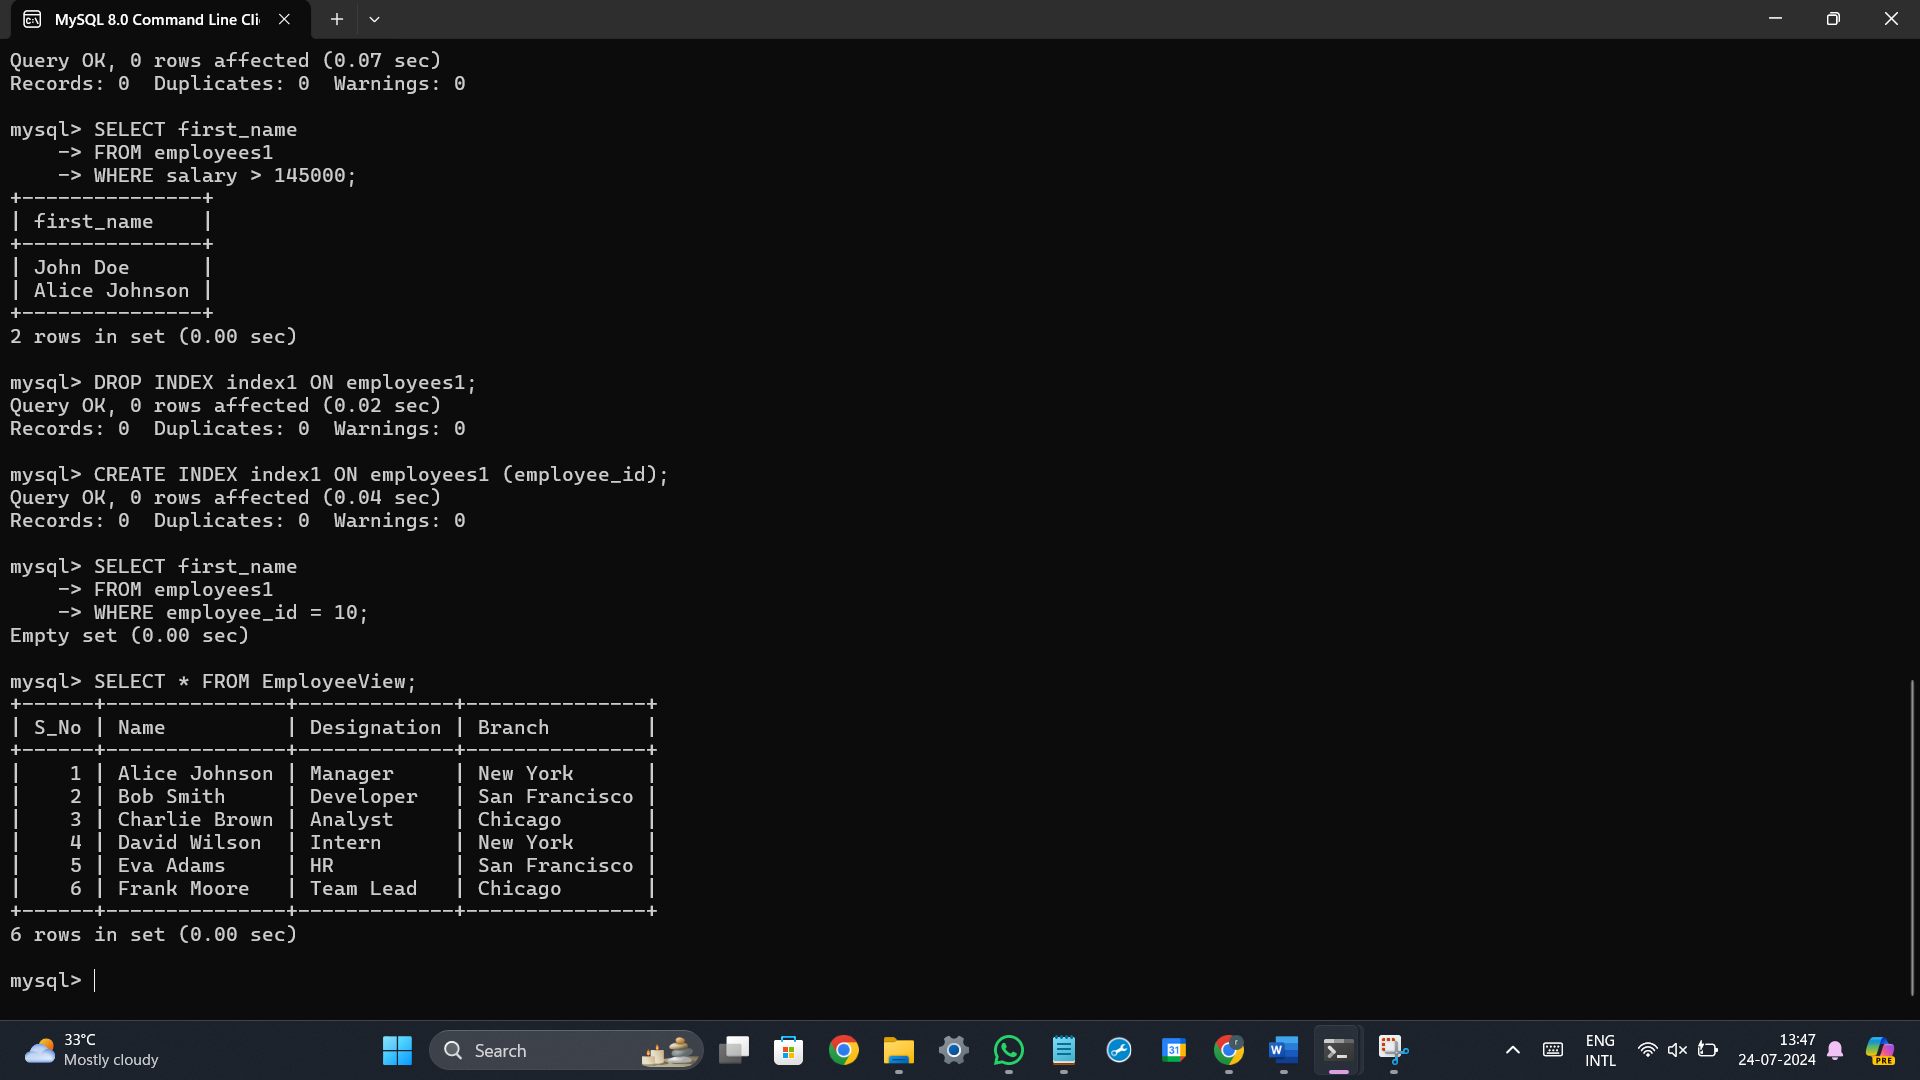 MySQL 8.0 Command Line Cli
Query OK, 0 rows affected (0.07 sec)
Records: 0  Duplicates: 0  Warnings: 0
mysql> SELECT first_name
    -> FROM employees1
    -> WHERE salary > 145000;
+---------------+
| first_name    |
+---------------+
| John Doe      |
| Alice Johnson |
+---------------+
2 rows in set (0.00 sec)
mysql> DROP INDEX index1 ON employees1;
Query OK, 0 rows affected (0.02 sec)
Records: 0  Duplicates: 0  Warnings: 0
mysql> CREATE INDEX index1 ON employees1 (employee_id);
Query OK, 0 rows affected (0.04 sec)
Records: 0  Duplicates: 0  Warnings: 0
mysql> SELECT first_name
    -> FROM employees1
    -> WHERE employee_id = 10;
Empty set (0.00 sec)
mysql> SELECT * FROM EmployeeView;
+------+---------------+-------------+---------------+
| S_No | Name          | Designation | Branch        |
+------+---------------+-------------+---------------+
|    1 | Alice Johnson | Manager     | New York      |
|    2 | Bob Smith     | Developer   | San Francisco |
|    3 | Charlie Brown | Analyst     | Chicago       |
|    4 | David Wilson  | Intern      | New York      |
|    5 | Eva Adams     | HR          | San Francisco |
|    6 | Frank Moore   | Team Lead   | Chicago       |
+------+---------------+-------------+---------------+
6 rows in set (0.00 sec)
mysql>
33°C
Mostly cloudy
Search
31
W
r
ENG
INTL
13:47
24-07-2024
PRE